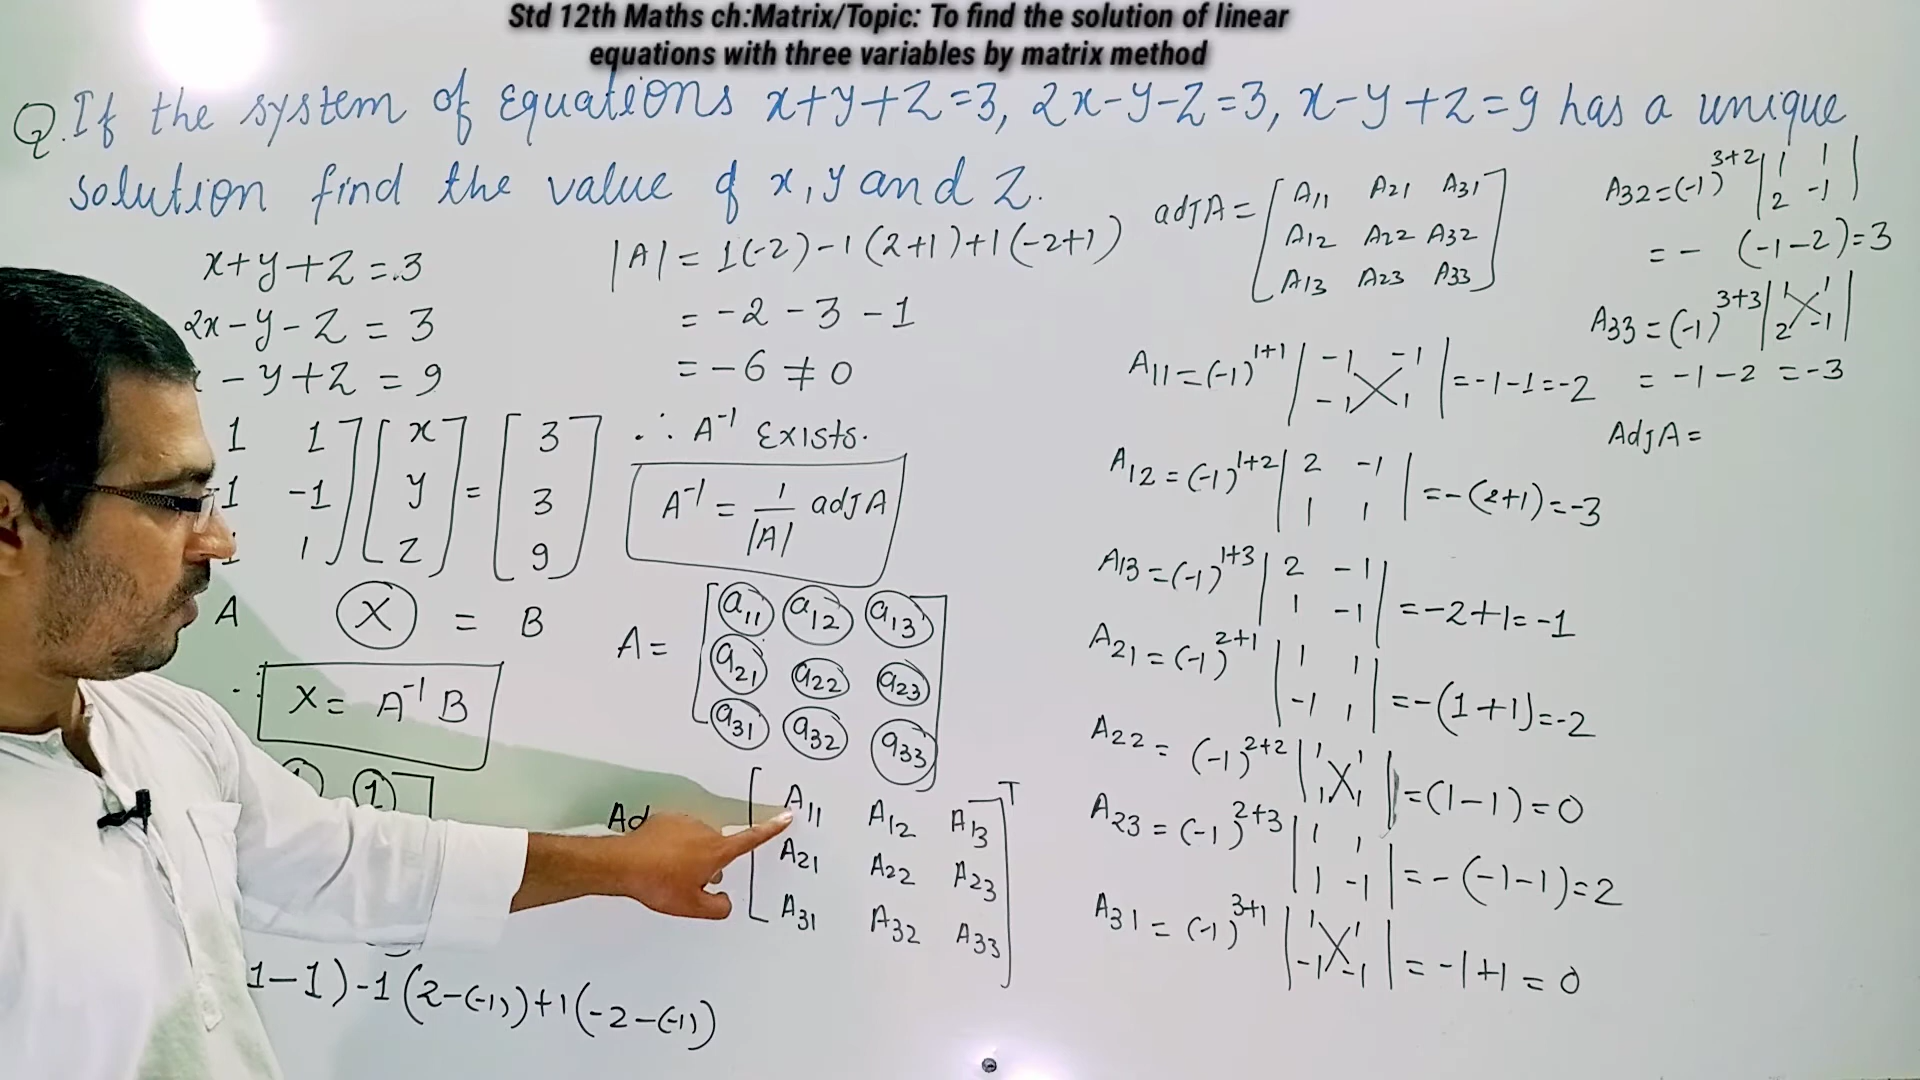 Std 12th Maths ch:Matrix/Topic: To find the solution of linear
equations with three variables by matrix method
Q. If the system of Equations x+y+z=3, 2x-y-z=3, x-y+z=9 has a unique
solution find the value of x, y and z.
x+y+z=3
2x-y-z = 3
-y+z = 9
1 1] [x y z] = [3 3 9]
-1 -1
1 1
A X = B
∴ X = A⁻¹ B
1 1
1-1)-1(2-(-1))+1(-2-(-1))
|A| = 1(-2)-1(2+1)+1(-2+1)
= -2-3-1
= -6 ≠ 0
∴ A⁻¹ Exists.
A⁻¹ = 1/|A| adjA
A = [a11 a12 a13
a21 a22 a23
a31 a32 a33]
Ad [A11 A12 A13
A21 A22 A23
A31 A32 A33]ᵀ
adjA = [A11 A21 A31
A12 A22 A32
A13 A23 A33]
A11 = (-1)¹⁺¹ |-1 -1
-1 1| = -1-1 = -2
A12 = (-1)¹⁺² |2 -1
1 1| = -(2+1) = -3
A13 = (-1)¹⁺³ |2 -1
1 -1| = -2+1 = -1
A21 = (-1)²⁺¹ |1 1
-1 1| = -(1+1) = -2
A22 = (-1)²⁺² |1 1
1 1| = (1-1) = 0
A23 = (-1)²⁺³ |1 1
1 -1| = -(-1-1) = 2
A31 = (-1)³⁺¹ |1 1
-1 -1| = -1+1 = 0
A32 = (-1)³⁺² |1 1
2 -1|
= - (-1-2) = 3
A33 = (-1)³⁺³ |1 1
2 -1|
= -1-2 = -3
AdjA =